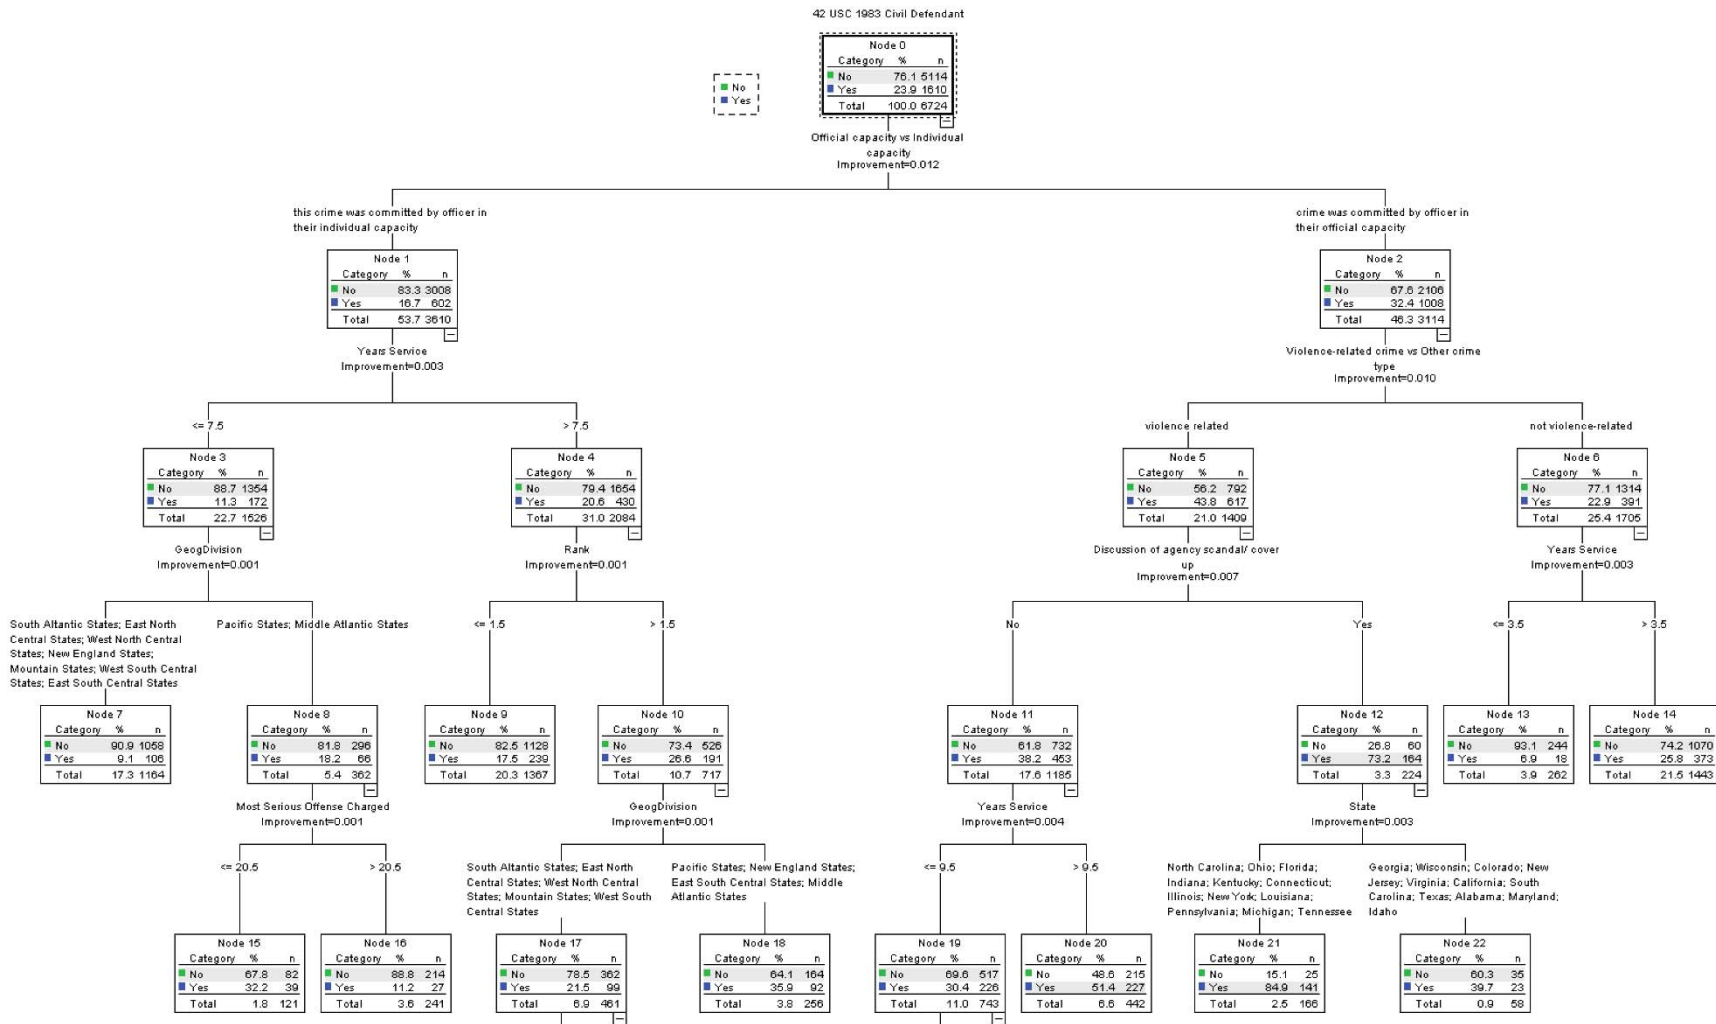 42 USC 1983 Civil Defendant
Node 0
Category % n
No 76.1 5114
Yes 23.9 1610
Total 100.0 6724
No
Yes
Official capacity vs Individual
capacity
Improvement=0.012
this crime was committed by officer in
their individual capacity
crime was committed by officer in
their official capacity
Node 1
Category % n
No 83.3 3008
Yes 16.7 602
Total 53.7 3610
Node 2
Category % n
No 67.6 2106
Yes 32.4 1008
Total 46.3 3114
Years Service
Improvement=0.003
Violence-related crime vs Other crime
type
Improvement=0.010
<= 7.5
> 7.5
violence related
not violence-related
Node 3
Category % n
No 88.7 1354
Yes 11.3 172
Total 22.7 1526
Node 4
Category % n
No 79.4 1654
Yes 20.6 430
Total 31.0 2084
Node 5
Category % n
No 56.2 792
Yes 43.8 617
Total 21.0 1409
Node 6
Category % n
No 77.1 1314
Yes 22.9 391
Total 25.4 1705
GeogDivision
Improvement=0.001
Rank
Improvement=0.001
Discussion of agency scandal/ cover
up
Improvement=0.007
Years Service
Improvement=0.003
South Altantic States; East North
Central States; West North Central
States; New England States;
Mountain States; West South Central
States; East South Central States
Pacific States; Middle Atlantic States
<= 1.5
> 1.5
No
Yes
<= 3.5
> 3.5
Node 7
Category % n
No 90.9 1058
Yes 9.1 106
Total 17.3 1164
Node 8
Category % n
No 81.8 296
Yes 18.2 66
Total 5.4 362
Node 9
Category % n
No 82.5 1128
Yes 17.5 239
Total 20.3 1367
Node 10
Category % n
No 73.4 526
Yes 26.6 191
Total 10.7 717
Node 11
Category % n
No 61.8 732
Yes 38.2 453
Total 17.6 1185
Node 12
Category % n
No 26.8 60
Yes 73.2 164
Total 3.3 224
Node 13
Category % n
No 93.1 244
Yes 6.9 18
Total 3.9 262
Node 14
Category % n
No 74.2 1070
Yes 25.8 373
Total 21.5 1443
Most Serious Offense Charged
Improvement=0.001
GeogDivision
Improvement=0.001
Years Service
Improvement=0.004
State
Improvement=0.003
<= 20.5
> 20.5
South Altantic States; East North
Central States; West North Central
States; Mountain States; West South
Central States
Pacific States; New England States;
East South Central States; Middle
Atlantic States
<= 9.5
> 9.5
North Carolina; Ohio; Florida;
Indiana; Kentucky; Connecticut;
Illinois; New York; Louisiana;
Pennsylvania; Michigan; Tennessee
Georgia; Wisconsin; Colorado; New
Jersey; Virginia; California; South
Carolina; Texas; Alabama; Maryland;
Idaho
Node 15
Category % n
No 67.8 82
Yes 32.2 39
Total 1.8 121
Node 16
Category % n
No 88.8 214
Yes 11.2 27
Total 3.6 241
Node 17
Category % n
No 78.5 362
Yes 21.5 99
Total 6.9 461
Node 18
Category % n
No 64.1 164
Yes 35.9 92
Total 3.8 256
Node 19
Category % n
No 69.6 517
Yes 30.4 226
Total 11.0 743
Node 20
Category % n
No 48.6 215
Yes 51.4 227
Total 6.6 442
Node 21
Category % n
No 15.1 25
Yes 84.9 141
Total 2.5 166
Node 22
Category % n
No 60.3 35
Yes 39.7 23
Total 0.9 58